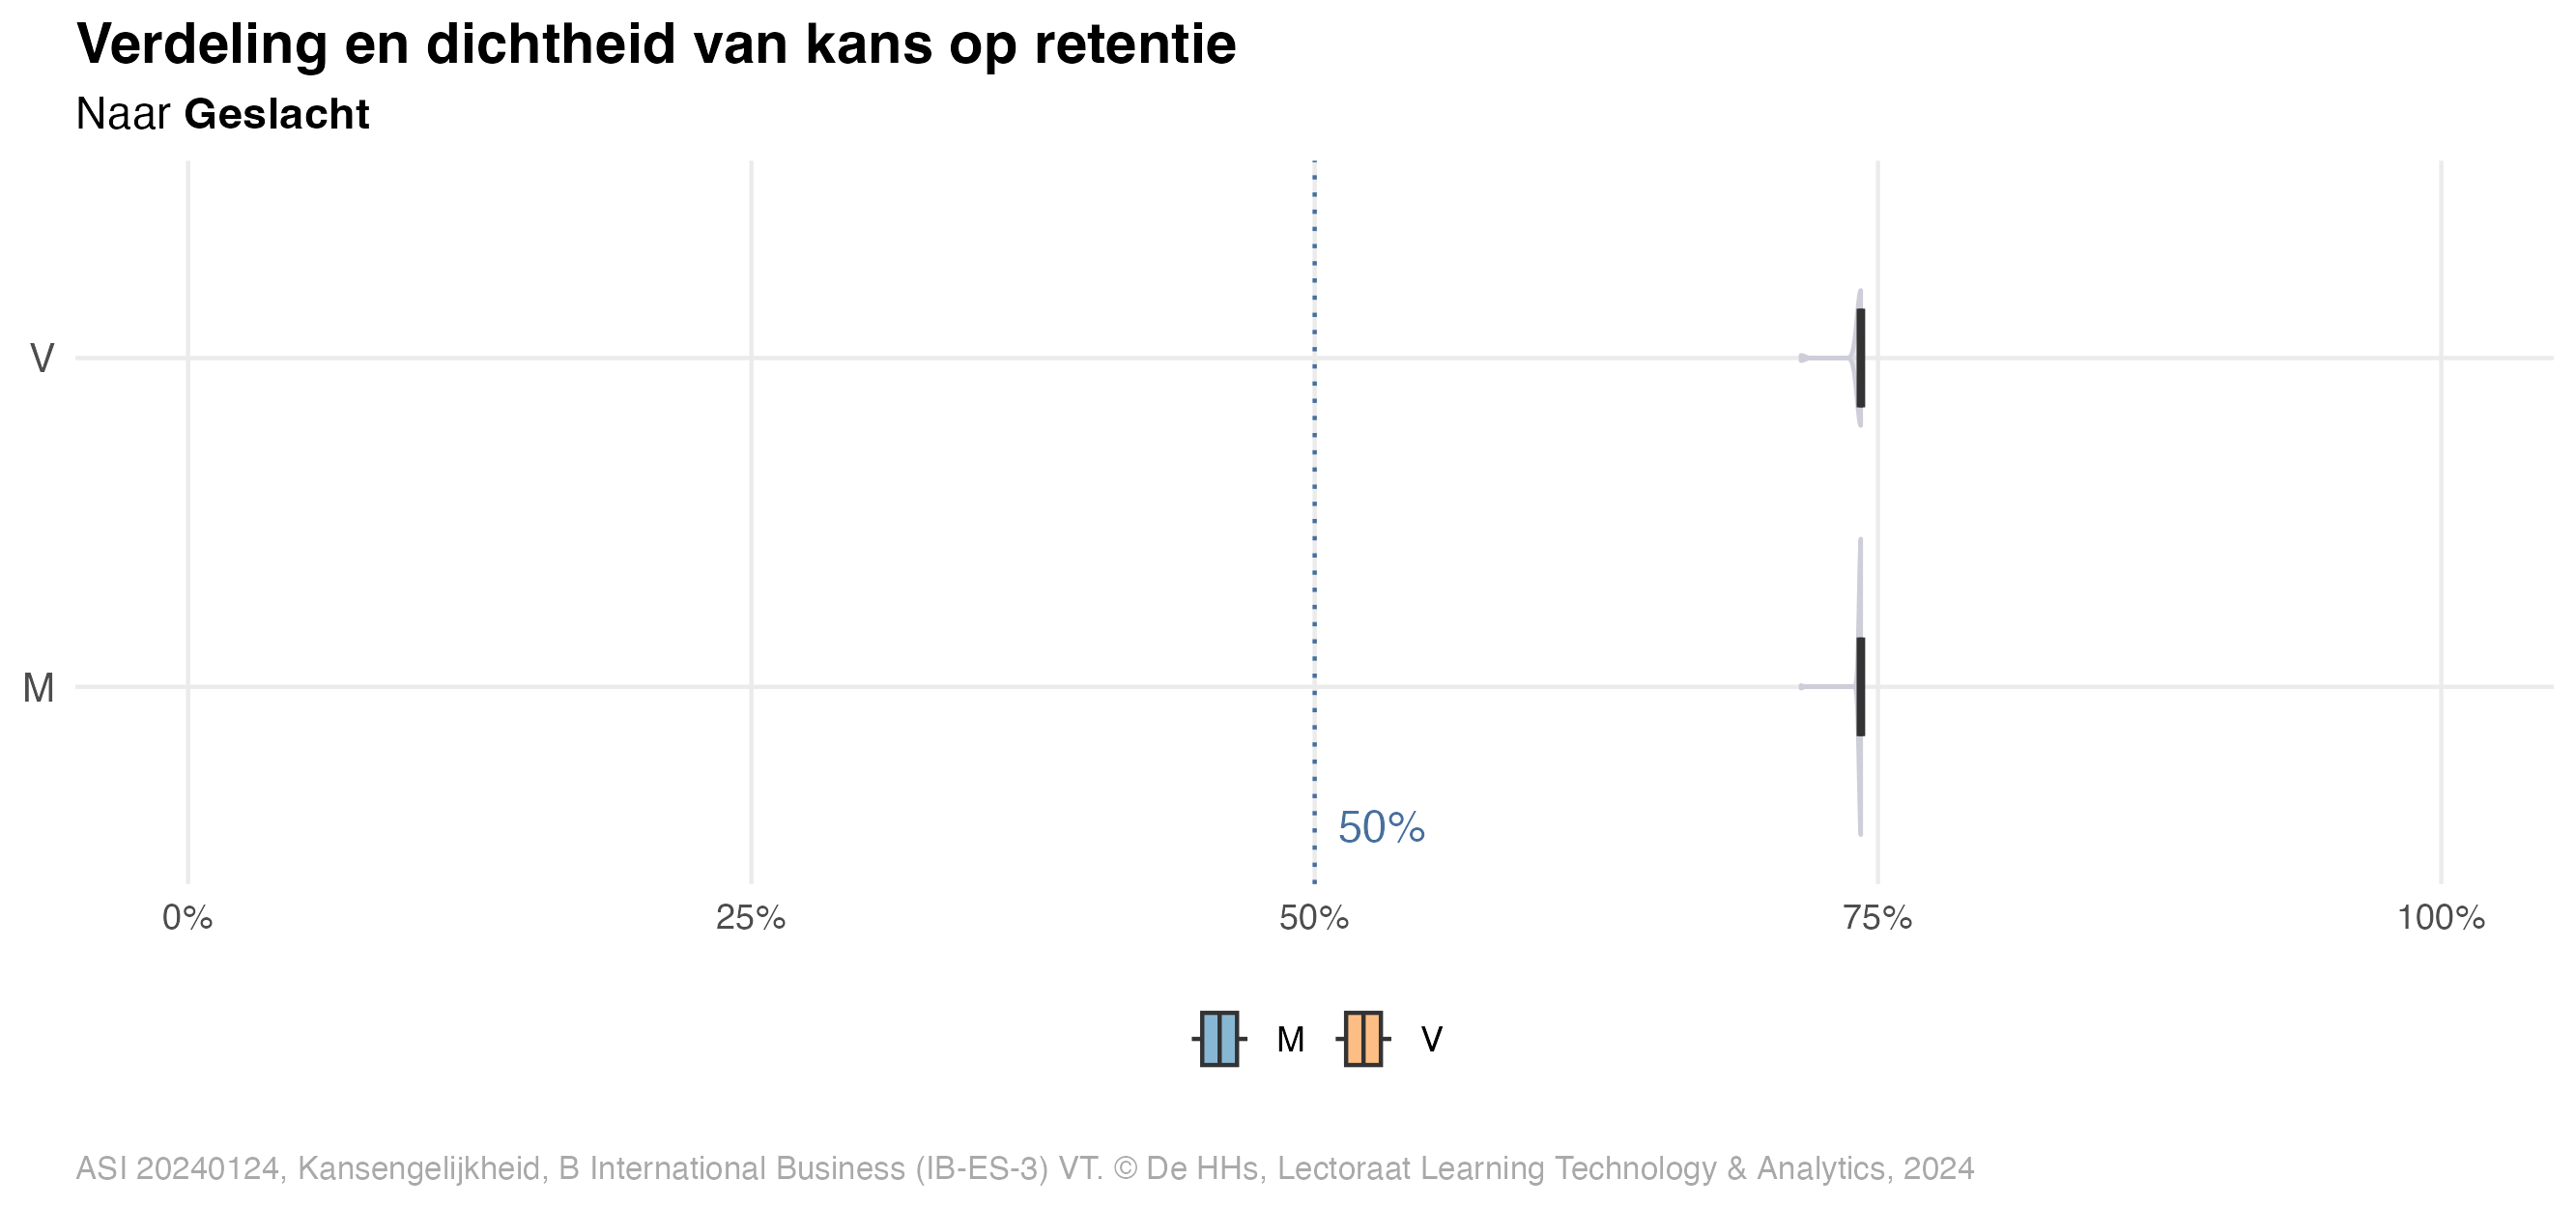 Verdeling en dichtheid van kans op retentie
Naar Geslacht
V
M
50%
0% 25% 50% 75% 100%
M V
ASI 20240124, Kansengelijkheid, B International Business (IB-ES-3) VT. © De HHs, Lectoraat Learning Technology & Analytics, 2024